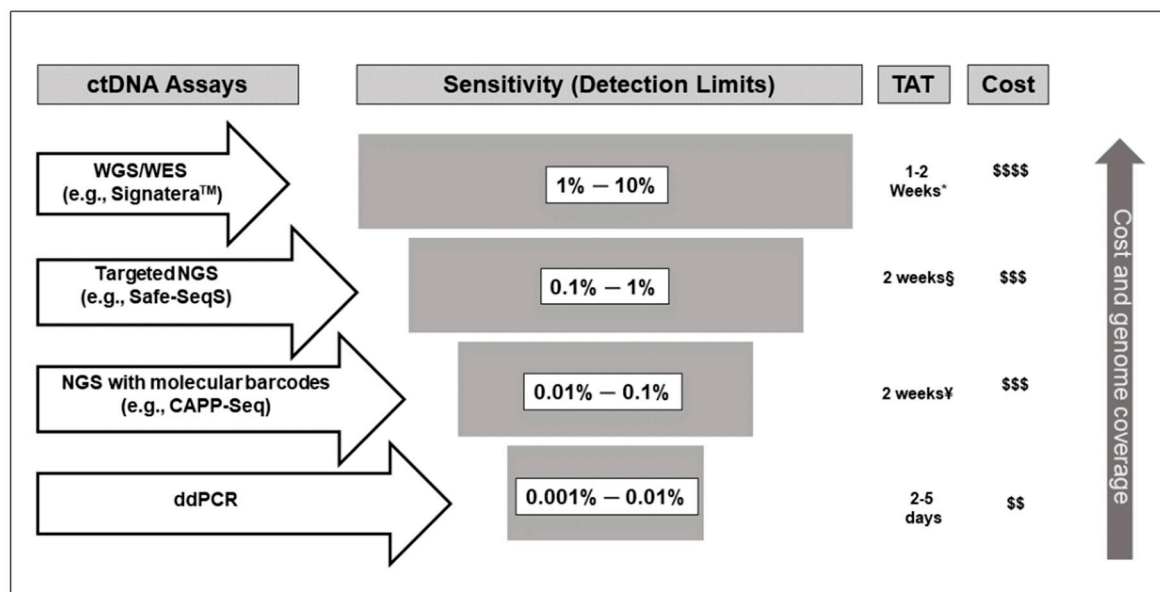 ctDNA Assays
Sensitivity (Detection Limits)
TAT
Cost
WGS/WES
(e.g., Signatera™)
1% — 10%
1-2
Weeks*
$$$$
Targeted NGS
(e.g., Safe-SeqS)
0.1% — 1%
2 weeks§
$$$
NGS with molecular barcodes
(e.g., CAPP-Seq)
0.01% — 0.1%
2 weeks¥
$$$
ddPCR
0.001% — 0.01%
2-5
days
$$
Cost and genome coverage